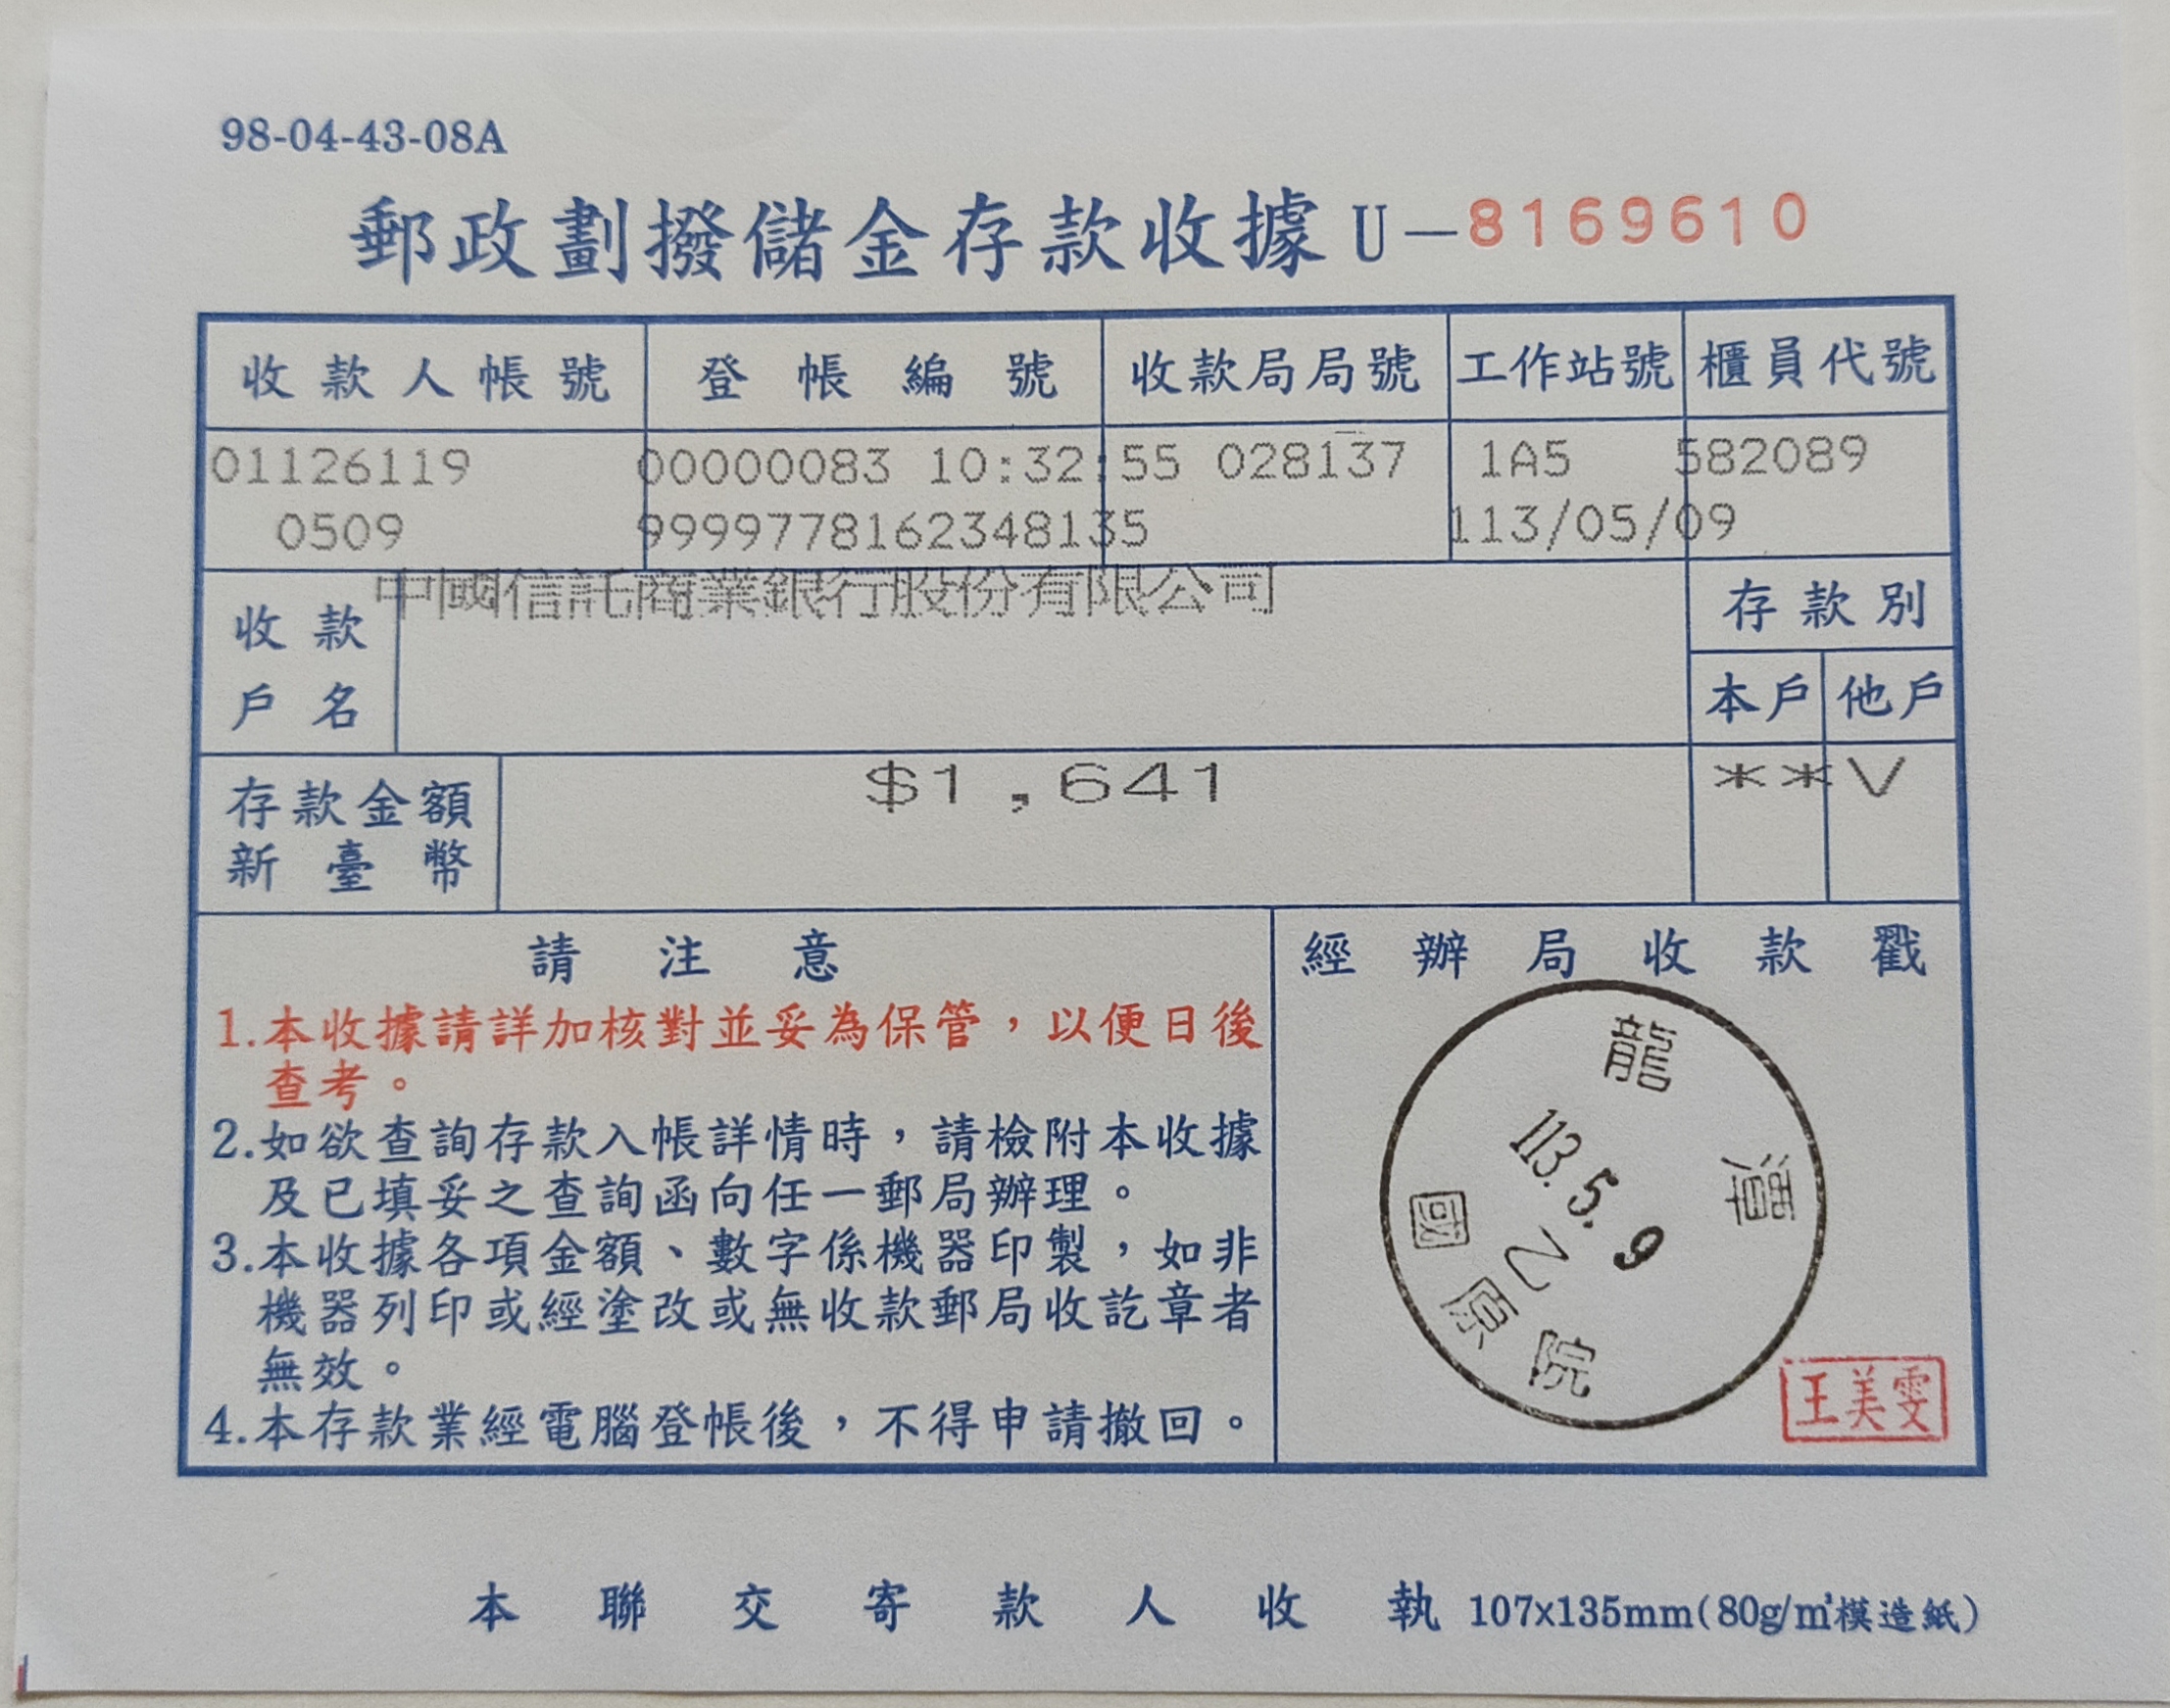 98-04-43-08A
郵政劃撥儲金存款收據 U－8169610
收款人帳號 登帳編號 收款局局號 工作站號 櫃員代號
01126119 00000083 10:32:55 028137 1A5 582089
0509 9999778162348135 113/05/09
中國信託商業銀行股份有限公司
收款
戶名
存款別
本戶 他戶
存款金額
新臺幣
$1,641
**V
請注意
1.本收據請詳加核對並妥為保管，以便日後
查考。
2.如欲查詢存款入帳詳情時，請檢附本收據
及已填妥之查詢函向任一郵局辦理。
3.本收據各項金額、數字係機器印製，如非
機器列印或經塗改或無收款郵局收訖章者
無效。
4.本存款業經電腦登帳後，不得申請撤回。
經辦局收款戳
龍潭
113.5.9
乙
國原院
王美雯
本聯交寄款人收執 107x135mm(80g/㎡模造紙)